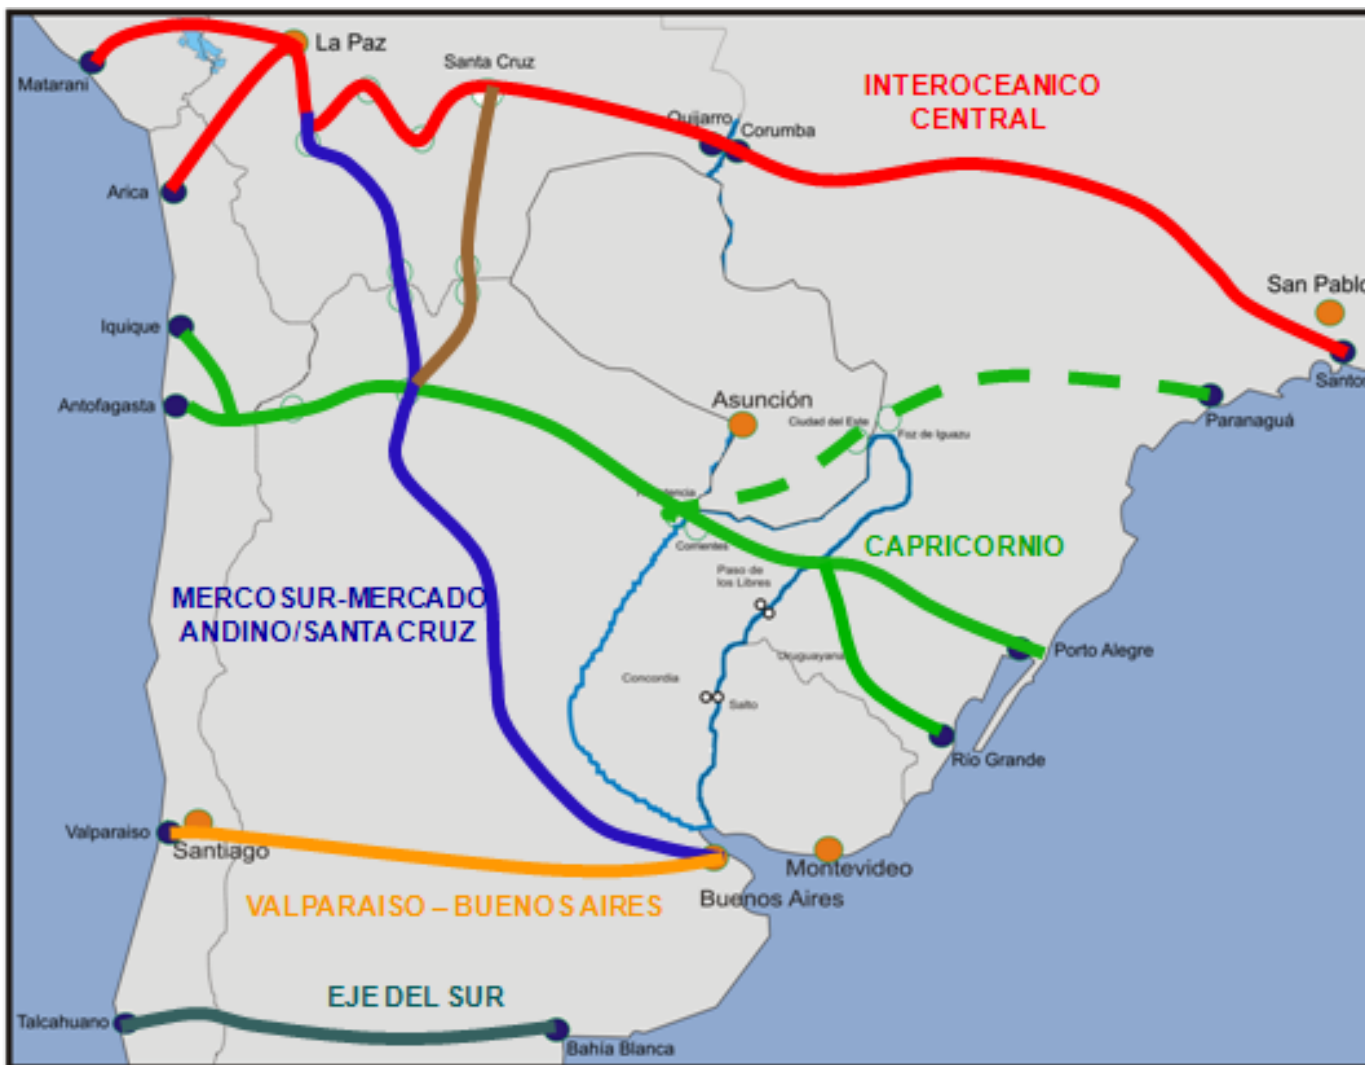 La Paz
Santa Cruz
Matarani
INTEROCEANICO
CENTRAL
Quijarro
Corumba
Arica
San Pablo
Iquique
Santos
Antofagasta
Asunción
Ciudad del Este
Foz de Iguazu
Paranaguá
Corrientes
CAPRICORNIO
Paso de
los Libres
MERCOSUR-MERCADO
ANDINO/SANTA CRUZ
Uruguayana
Porto Alegre
Concordia
Salto
Rio Grande
Valparaiso
Santiago
Montevideo
Buenos Aires
VALPARAISO – BUENOS AIRES
EJE DEL SUR
Talcahuano
Bahia Blanca